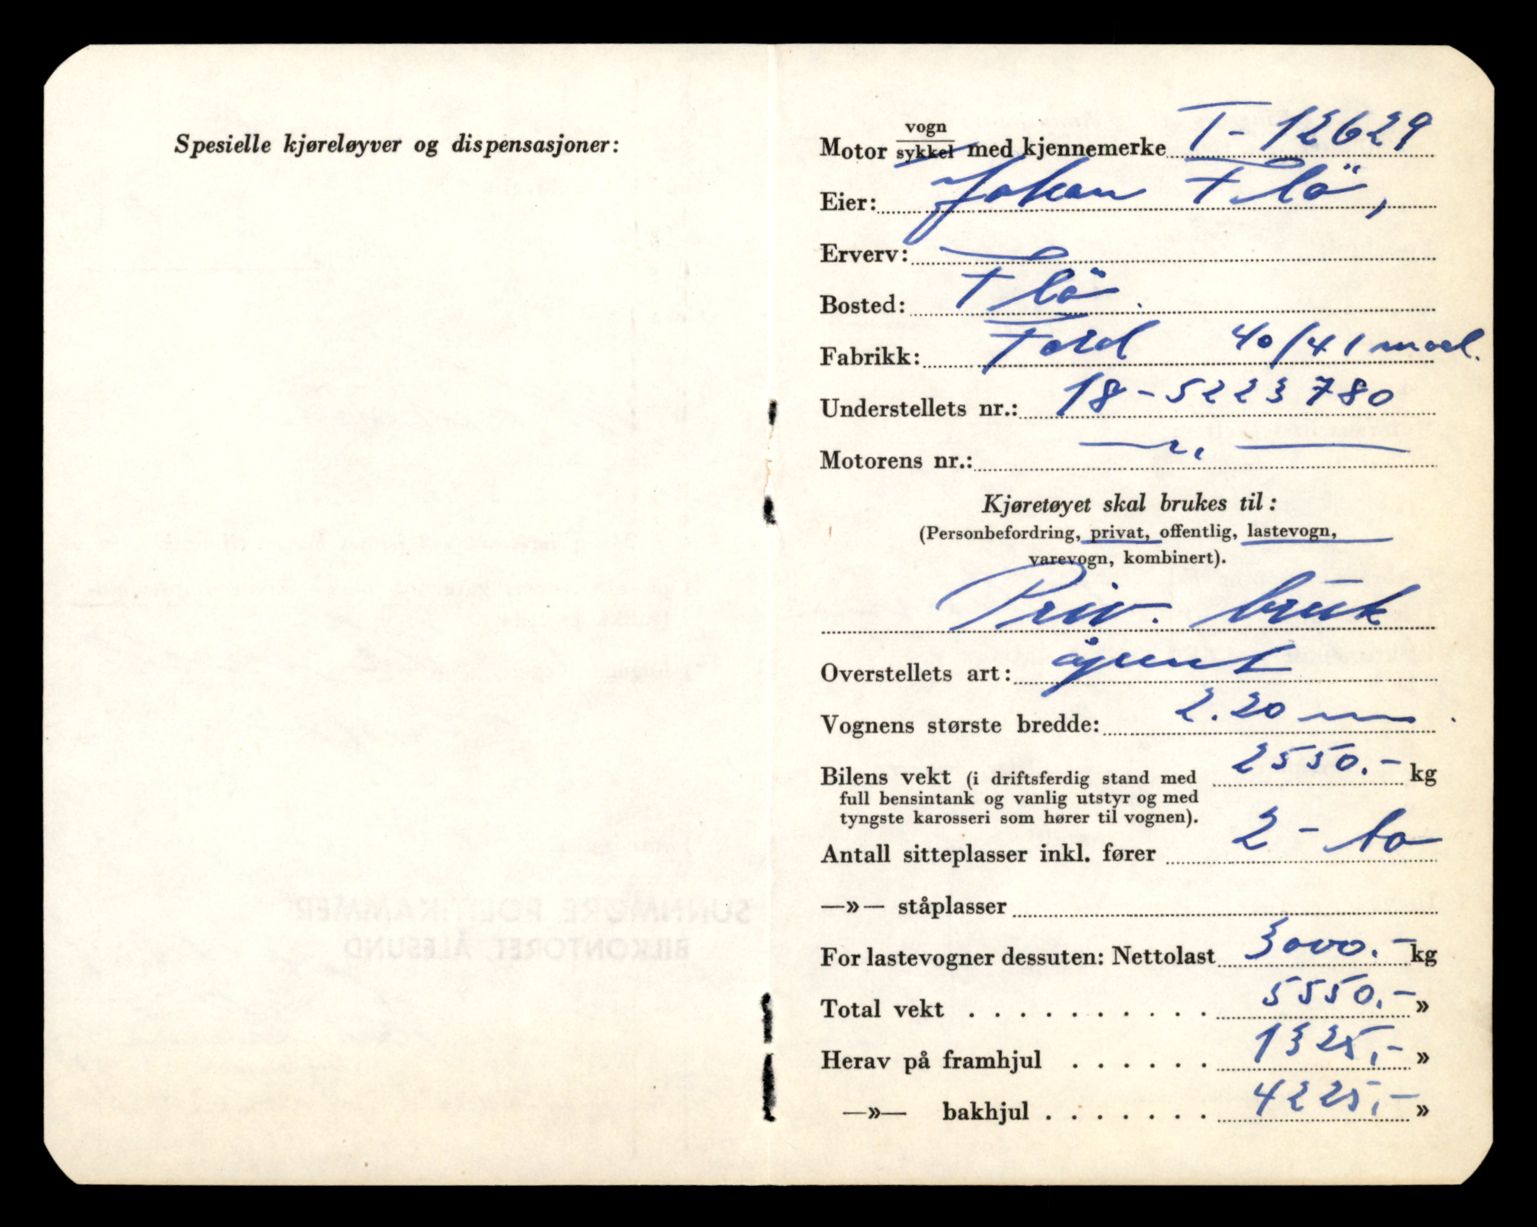 Spesielle kjøreløyver og dispensasjoner:
Motor vogn/sykkel med kjennemerke T-12629
Eier: Johan Flö,
Erverv:
Bosted: Flö
Fabrikk: Ford 40/41 mod.
Understellets nr.: 18-5223780
Motorens nr.: — „ —
Kjøretøyet skal brukes til:
(Personbefordring, privat, offentlig, lastevogn,
varevogn, kombinert).
Priv. bruk
Overstellets art: åpent
Vognens største bredde: 2.20 m
Bilens vekt (i driftsferdig stand med 2550.- kg
full bensintank og vanlig utstyr og med
tyngste karosseri som hører til vognen).
Antall sitteplasser inkl. fører 2 - to
—»— ståplasser
For lastevogner dessuten: Nettolast 3000.- kg
Total vekt . . . . . . . . . . 5550.- »
Herav på framhjul . . . . . . 1325,- »
—»— bakhjul . . . . . . . 4225,- »
SUNNMØRE POLITIKAMMER
BILKONTORET, ÅLESUND